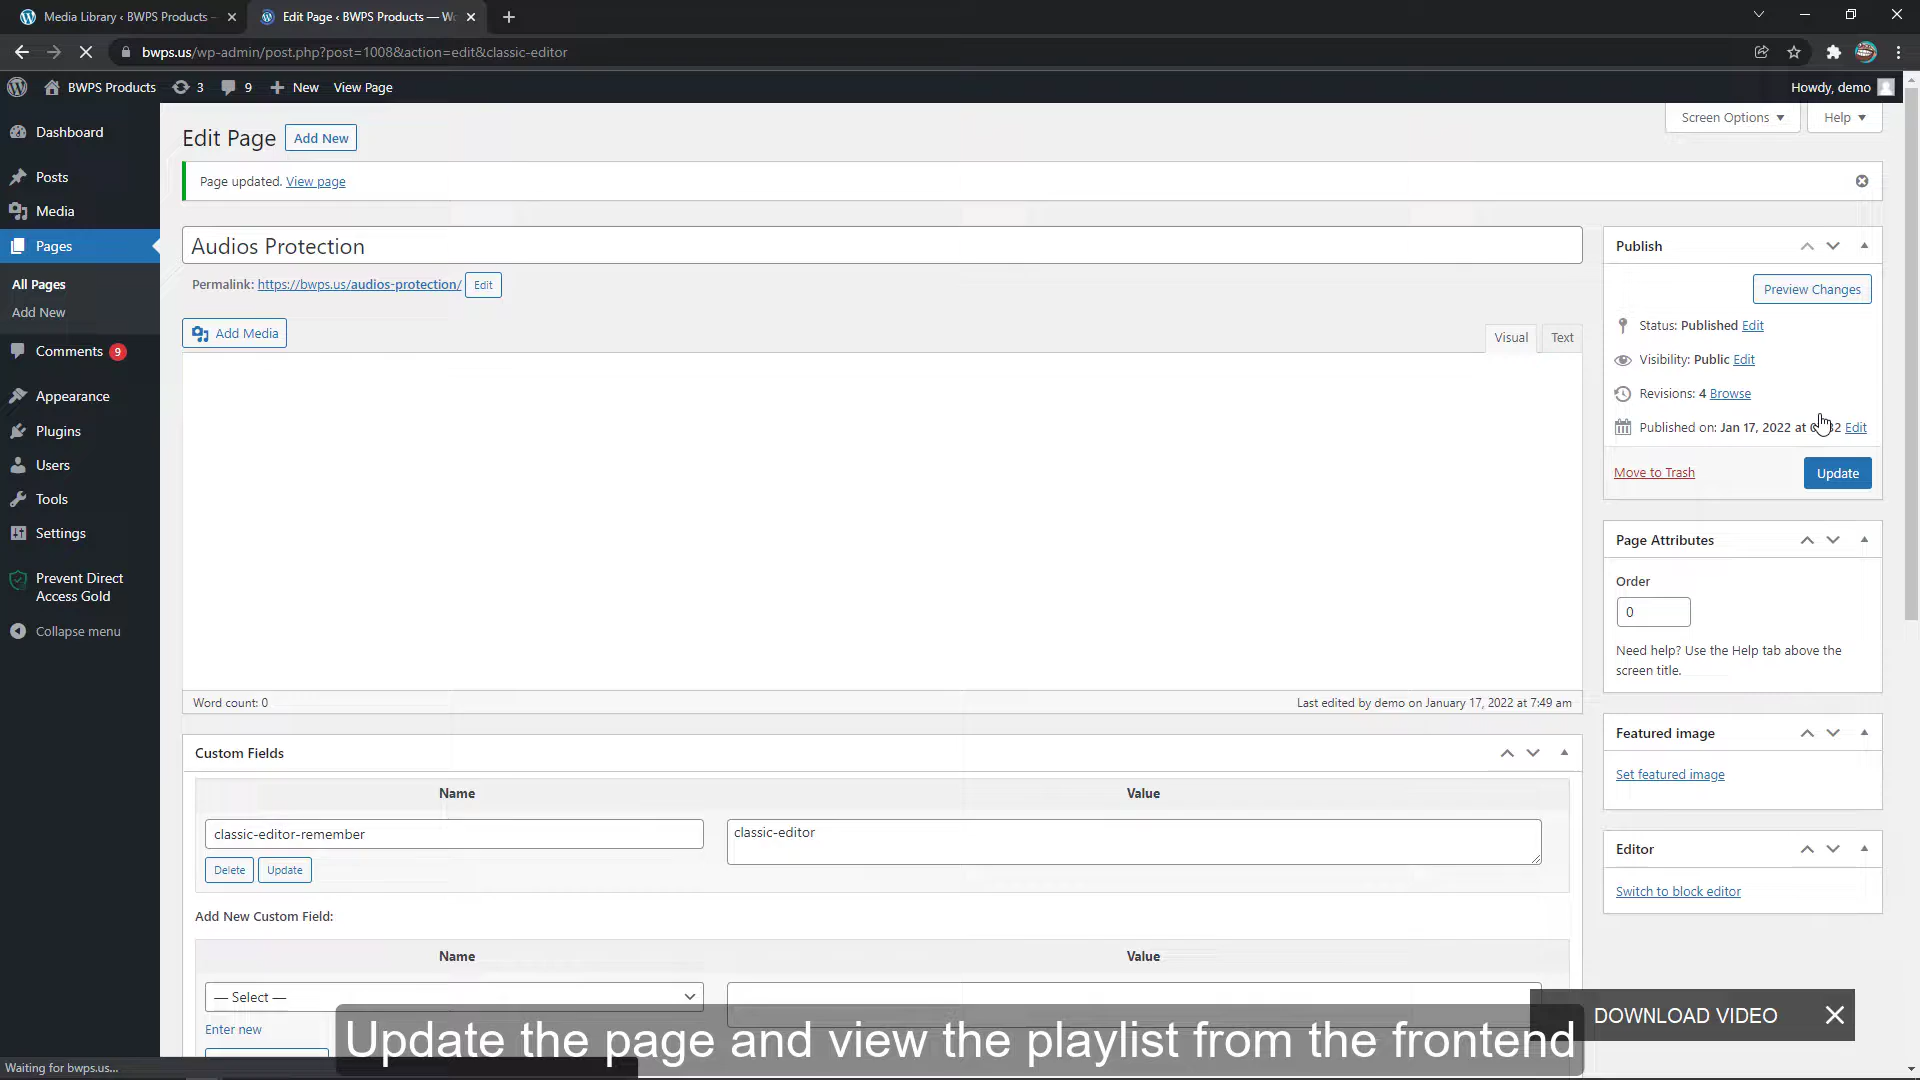 Media Library ‹ BWPS Products –
Edit Page ‹ BWPS Products — Wo
bwps.us/wp-admin/post.php?post=1008&action=edit&classic-editor
BWPS Products
3
9
New
View Page
Howdy, demo
Dashboard
Posts
Media
Pages
All Pages
Add New
Comments 9
Appearance
Plugins
Users
Tools
Settings
Prevent Direct
Access Gold
Collapse menu
Screen Options
Help
Edit Page
Add New
Page updated. View page
Audios Protection
Permalink: https://bwps.us/audios-protection/ Edit
Add Media
Visual
Text
Word count: 0
Last edited by demo on January 17, 2022 at 7:49 am
Custom Fields
Name
Value
classic-editor-remember
classic-editor
Delete
Update
Add New Custom Field:
Name
Value
— Select —
Enter new
Publish
Preview Changes
Status: Published Edit
Visibility: Public Edit
Revisions: 4 Browse
Published on: Jan 17, 2022 at Edit
Move to Trash
Update
Page Attributes
Order
0
Need help? Use the Help tab above the
screen title.
Featured image
Set featured image
Editor
Switch to block editor
DOWNLOAD VIDEO
Update the page and view the playlist from the frontend
Waiting for bwps.us...